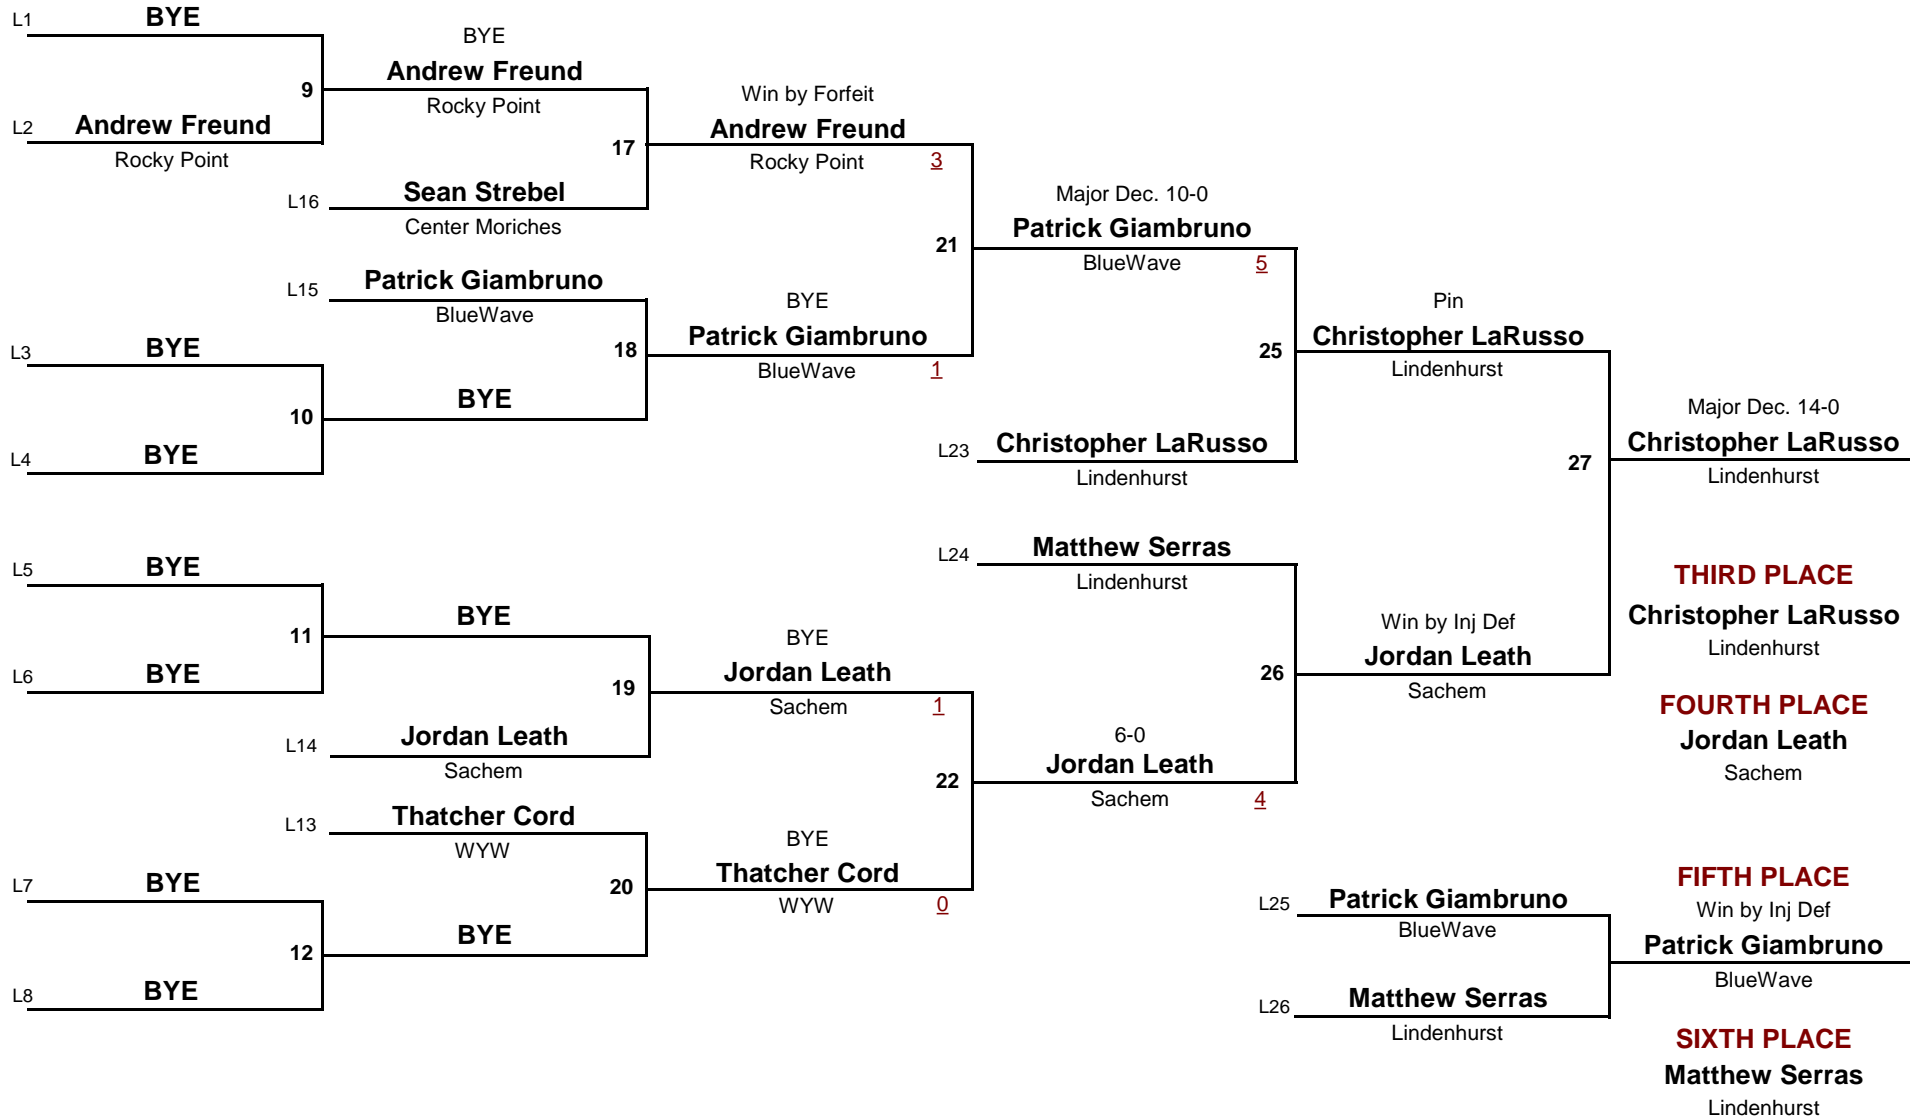 L1 BYE
9
L2 Andrew Freund
Rocky Point
BYE
Andrew Freund
Rocky Point
17
L16 Sean Strebel
Center Moriches
Win by Forfeit
Andrew Freund
Rocky Point 3
L15 Patrick Giambruno
BlueWave
L3 BYE
10
L4 BYE
18
BYE
BYE
Patrick Giambruno
BlueWave 1
21
Major Dec. 10-0
Patrick Giambruno
BlueWave 5
25
L23 Christopher LaRusso
Lindenhurst
Pin
Christopher LaRusso
Lindenhurst
27
Major Dec. 14-0
Christopher LaRusso
Lindenhurst
L5 BYE
11
L6 BYE
BYE
19
L14 Jordan Leath
Sachem
BYE
Jordan Leath
Sachem 1
L13 Thatcher Cord
WYW
L7 BYE
12
L8 BYE
20
BYE
BYE
Thatcher Cord
WYW 0
22
L24 Matthew Serras
Lindenhurst
26
6-0
Jordan Leath
Sachem 4
Win by Inj Def
Jordan Leath
Sachem
THIRD PLACE
Christopher LaRusso
Lindenhurst
FOURTH PLACE
Jordan Leath
Sachem
L25 Patrick Giambruno
BlueWave
L26 Matthew Serras
Lindenhurst
FIFTH PLACE
Win by Inj Def
Patrick Giambruno
BlueWave
SIXTH PLACE
Matthew Serras
Lindenhurst